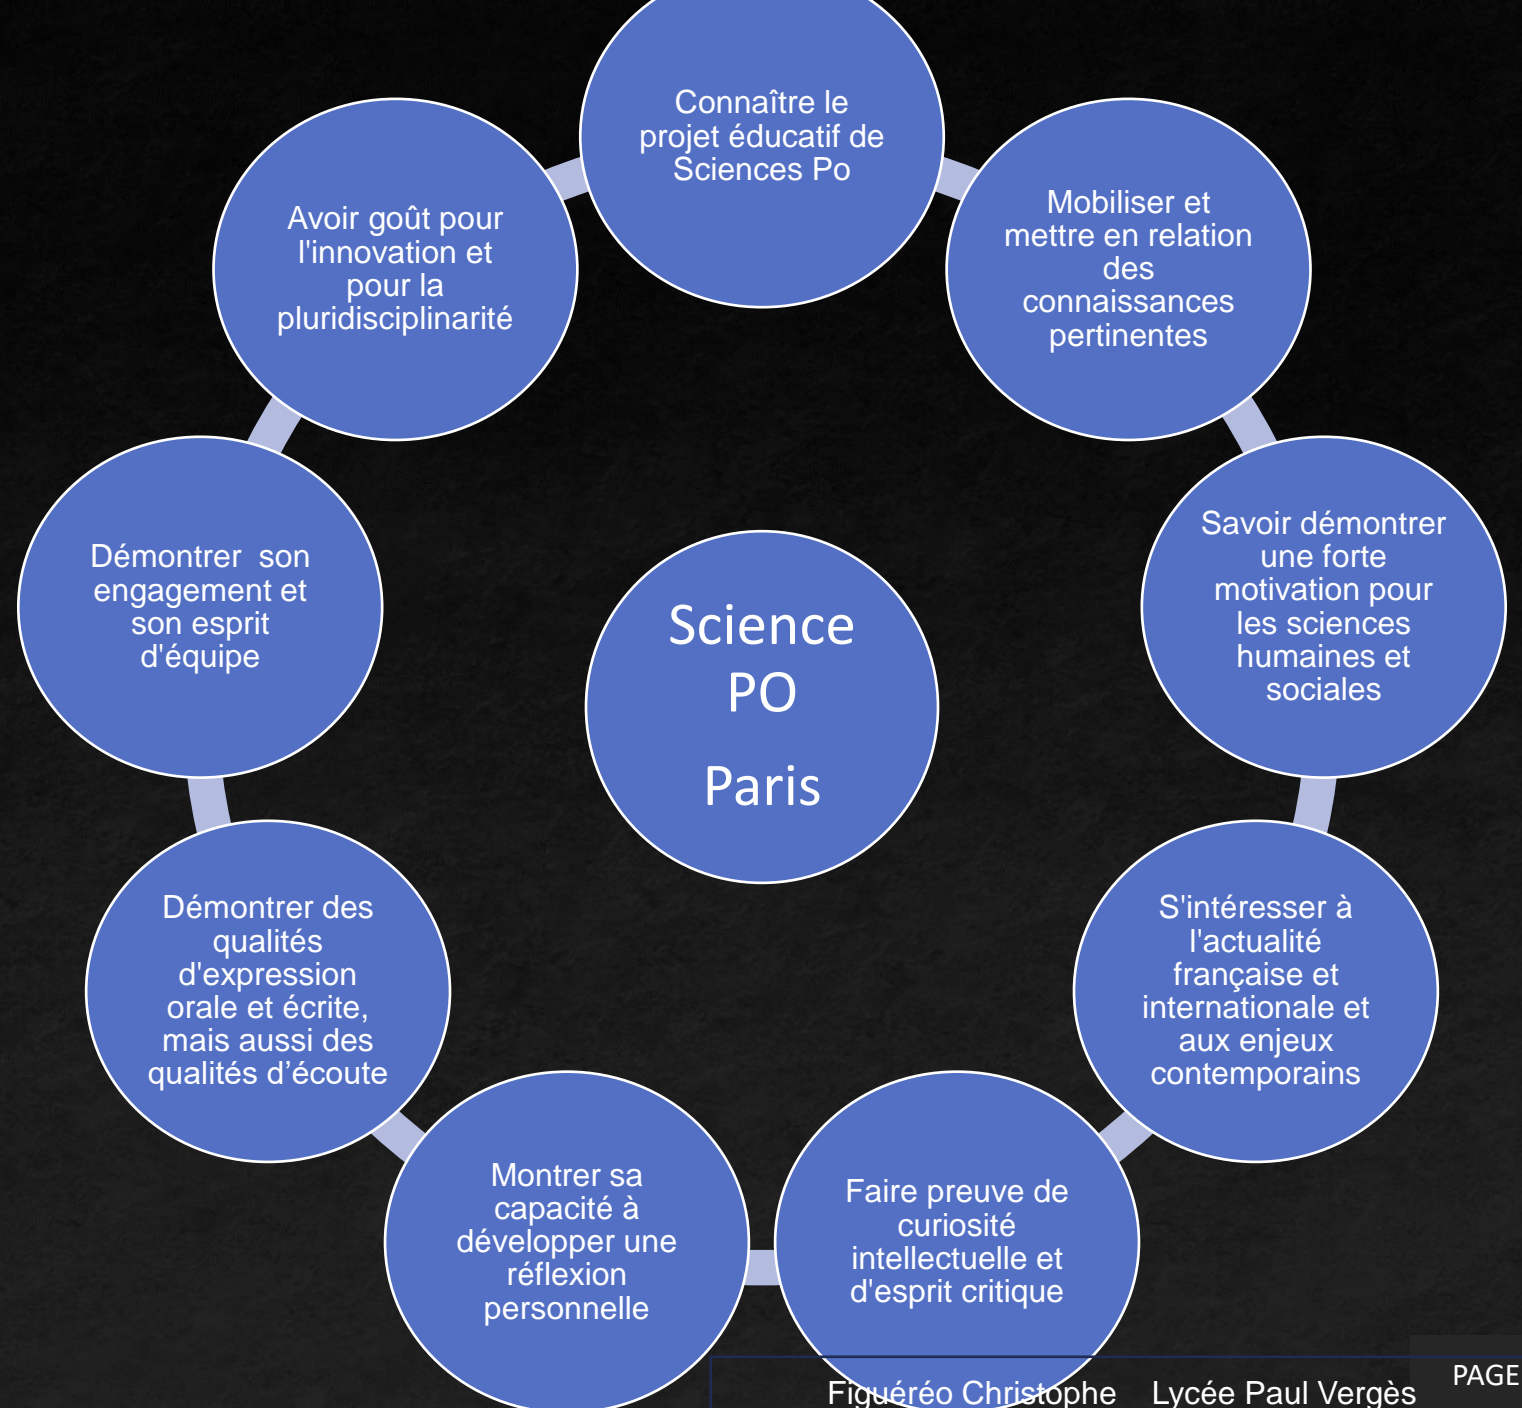 Connaître le
projet éducatif de
Sciences Po
Mobiliser et
mettre en relation
des
connaissances
pertinentes
Savoir démontrer
une forte
motivation pour
les sciences
humaines et
sociales
S'intéresser à
l'actualité
française et
internationale et
aux enjeux
contemporains
Faire preuve de
curiosité
intellectuelle et
d'esprit critique
Montrer sa
capacité à
développer une
réflexion
personnelle
Démontrer des
qualités
d'expression
orale et écrite,
mais aussi des
qualités d’écoute
Démontrer  son
engagement et
son esprit
d'équipe
Avoir goût pour
l'innovation et
pour la
pluridisciplinarité
Science
PO
Paris
Figuéréo Christophe    Lycée Paul Vergès
PAGE